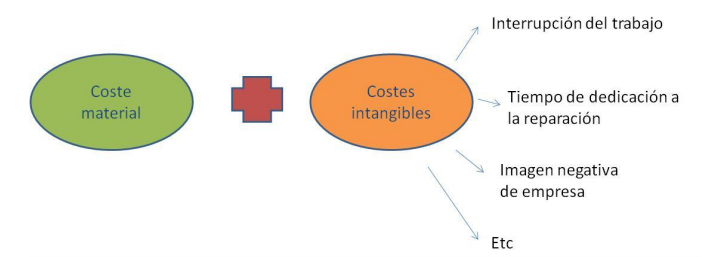 Coste
material
Costes
intangibles
Interrupción del trabajo
Tiempo de dedicación a
la reparación
Imagen negativa
de empresa
Etc